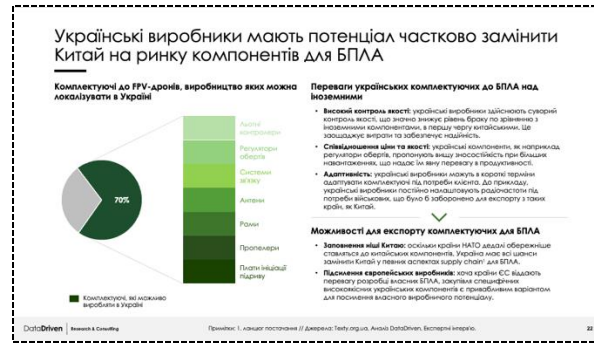 Українські виробники мають потенціал частково замінити
Китай на ринку компонентів для БПЛА
Комплектуючі до FPV-дронів, виробництво яких можна
локалізувати в Україні
70%
Польотні
контролери
Регулятори
обертів
Системи
зв'язку
Антени
Рами
Пропелери
Плати ініціації
підриву
Комплектуючі, які можливо
виробляти в Україні
Переваги українських комплектуючих до БПЛА над
іноземними
• Високий контроль якості: українські виробники здійснюють суворий
контроль якості, що значно знижує рівень браку по зрівнянню з
іноземними компонентами, в першу чергу китайськими. Це
заощаджує витрати та забезпечує надійність.
• Співвідношення ціни та якості: українські компоненти, як наприклад
регулятори обертів, пропонують вищу зносостійкість при більших
навантаженнях, що надає їм явну перевагу в продуктивності.
• Адаптивність: українські виробники можуть в короткі терміни
адаптувати комплектуючі під потреби клієнта. До прикладу,
українські виробники постійно налаштовують радіочастоти під
потреби військових, що було б заборонено для експорту з таких
країн, як Китай.
Можливості для експорту комплектуючих для БПЛА
• Заповнення ніші Китаю: оскільки країни НАТО дедалі обережніше
ставляться до китайських компонентів, Україна має всі шанси
замінити Китай у певних аспектах supply chain¹ для БПЛА.
• Підсилення європейських виробників: хоча країни ЄС віддають
перевагу розробці власних БПЛА, закупівля специфічних
високоякісних українських компонентів є привабливим варіантом
для посилення власного виробничого потенціалу.
DataDriven | Research & Consulting
Примітки: 1. ланцюг постачання // Джерела: Texty.org.ua, Аналіз DataDriven, Експертні інтерв'ю.
22